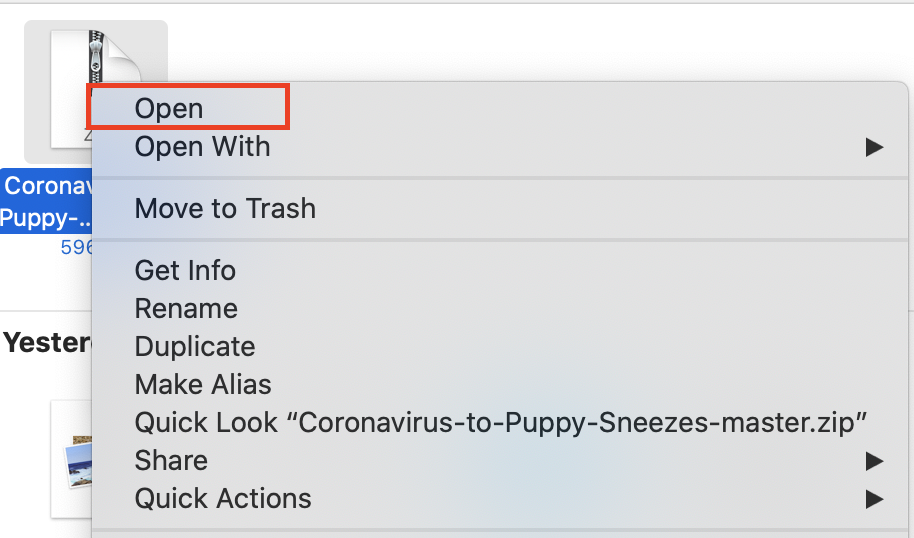 Open
Open With
Coronav
Puppy-...
Move to Trash
596
Get Info
Rename
Yester
Duplicate
Make Alias
Quick Look “Coronavirus-to-Puppy-Sneezes-master.zip”
Share
Quick Actions